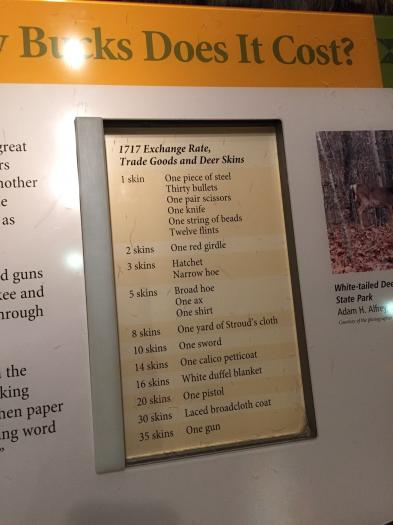 Bucks Does It Cost?
1717 Exchange Rate,
Trade Goods and Deer Skins
1 skin One piece of steel
Thirty bullets
One pair scissors
One knife
One string of beads
Twelve flints
2 skins One red girdle
3 skins Hatchet
Narrow hoe
5 skins Broad hoe
One ax
One shirt
8 skins One yard of Stroud's cloth
10 skins One sword
14 skins One calico petticoat
16 skins White duffel blanket
20 skins One pistol
30 skins Laced broadcloth coat
35 skins One gun
great
as
d guns
kee and
hrough
the
king
hen paper
ng word
"
White-tailed Dee
State Park
Adam H. Alfrey
Courtesy of the photographer